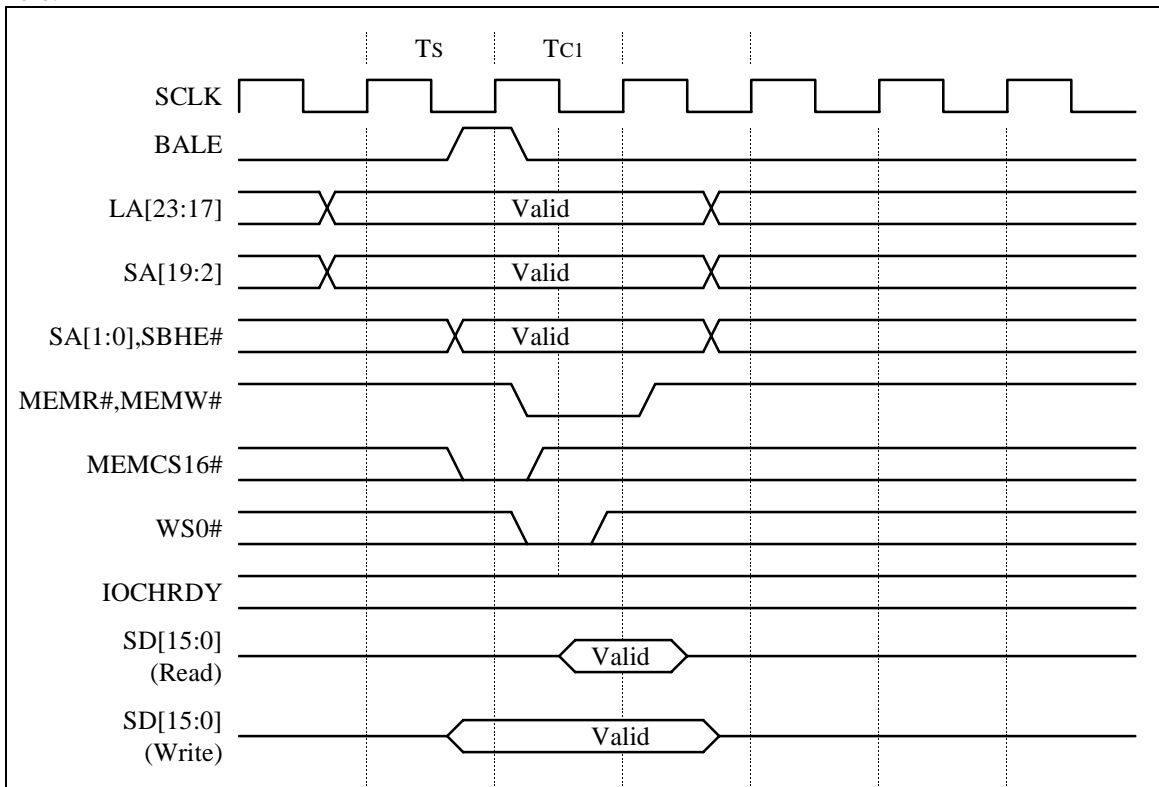 Ts Tc1
SCLK
BALE
LA[23:17] Valid
SA[19:2] Valid
SA[1:0],SBHE# Valid
MEMR#,MEMW#
MEMCS16#
WS0#
IOCHRDY
SD[15:0]
(Read) Valid
SD[15:0]
(Write) Valid